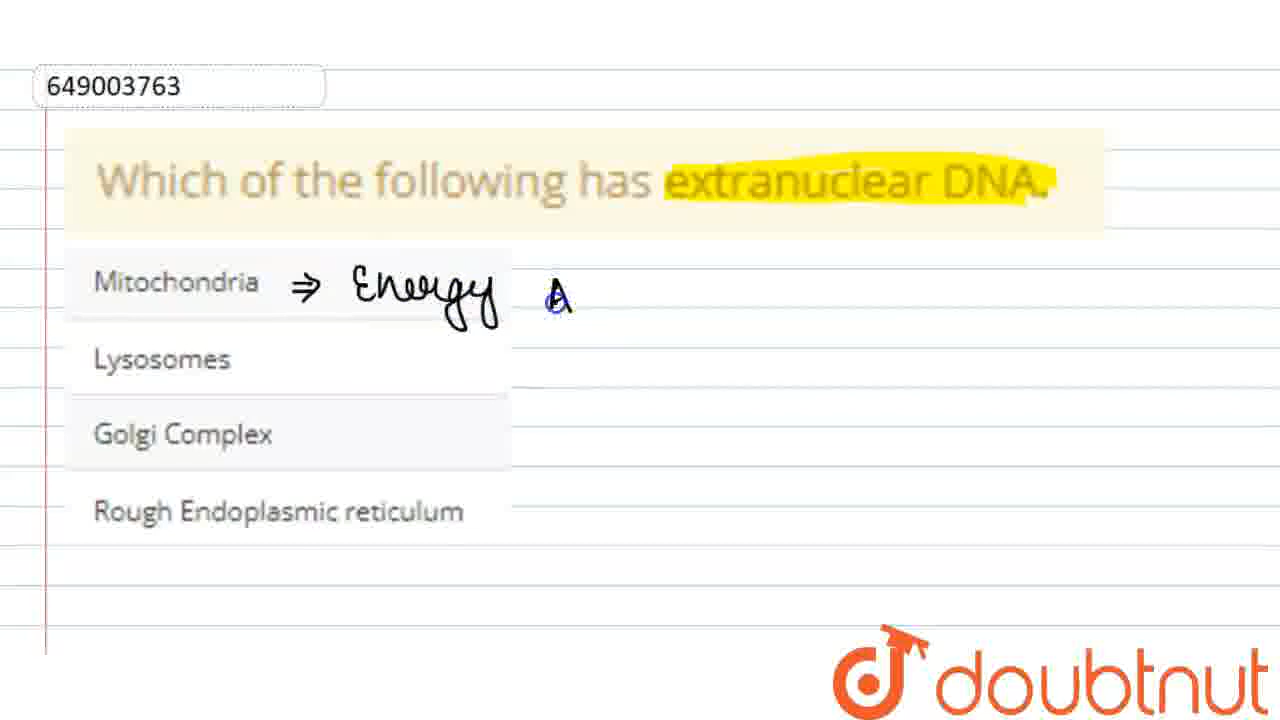 649003763
Which of the following has extranuclear DNA.
Mitochondria ⇒ Energy A
Lysosomes
Golgi Complex
Rough Endoplasmic reticulum
doubtnut